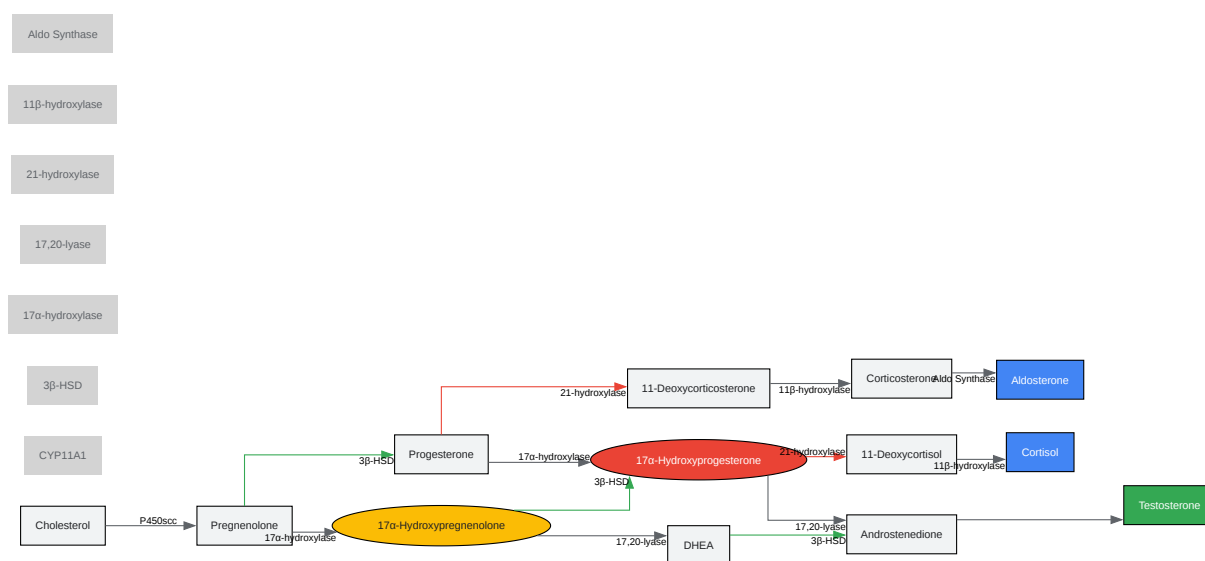 Aldo Synthase
11β-hydroxylase
21-hydroxylase
17,20-lyase
17α-hydroxylase
3β-HSD
CYP11A1
11-Deoxycorticosterone
Corticosterone
Aldosterone
21-hydroxylase
11β-hydroxylase
Aldo Synthase
Progesterone
17α-Hydroxyprogesterone
11-Deoxycortisol
Cortisol
3β-HSD
17α-hydroxylase
21-hydroxylase
11β-hydroxylase
3β-HSD
Testosterone
Cholesterol
P450scc
Pregnenolone
17α-hydroxylase
17α-Hydroxypregnenolone
17,20-lyase
DHEA
17,20-lyase
3β-HSD
Androstenedione